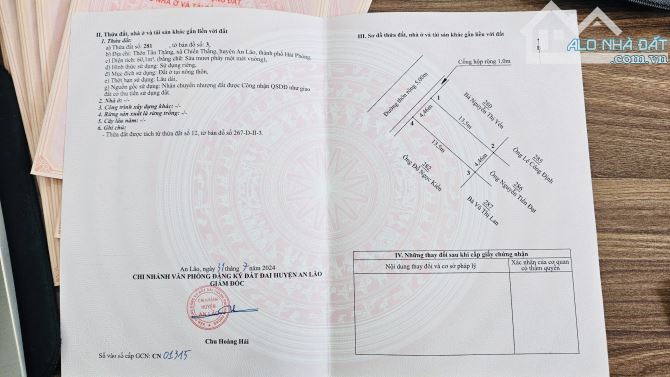 II. Thửa đất, nhà ở và tài sản khác gắn liền với đất
1. Thửa đất:
a) Thửa đất số: 281 , tờ bản đồ số: 3,
b) Địa chỉ: Thôn Tân Thắng, xã Chiến Thắng, huyện An Lão, thành phố Hải Phòng.
c) Diện tích: 60,1m², (bằng chữ: Sáu mươi phảy một mét vuông),
d) Hình thức sử dụng: Sử dụng riêng,
đ) Mục đích sử dụng: Đất ở tại nông thôn,
e) Thời hạn sử dụng: Lâu dài,
g) Nguồn gốc sử dụng: Nhận chuyển nhượng đất được Công nhận QSDĐ như giao
đất có thu tiền sử dụng đất.
2. Nhà ở: -/-
3. Công trình xây dựng khác: -/-
4. Rừng sản xuất là rừng trồng: -/-
5. Cây lâu năm: -/-
6. Ghi chú:
- Thửa đất được tách từ thửa đất số 12, tờ bản đồ số 267-D-II-3.
An Lão, ngày 31 tháng 7 năm 2024
CHI NHÁNH VĂN PHÒNG ĐĂNG KÝ ĐẤT ĐAI HUYỆN AN LÃO
GIÁM ĐỐC
CHI NHÁNH
HUYỆN
AN LÃO
Chu Hoàng Hải
Số vào sổ cấp GCN: CN 01315
III. Sơ đồ thửa đất, nhà ở và tài sản khác gắn liền với đất
ALO NHÀ ĐẤT
Cống hộp rộng 1,0m
Đường thôn rộng 5,00m
280
Bà Nguyễn Thị Yến
1
4,46m
4
13,5m
13,5m
2
4,46m
3
285
Ông Lê Công Định
286
Ông Nguyễn Tiến Đạt
282
Ông Đỗ Ngọc Kiên
287
Bà Vũ Thị Lan
IV. Những thay đổi sau khi cấp giấy chứng nhận
Nội dung thay đổi và cơ sở pháp lý
Xác nhận của cơ quan
có thẩm quyền